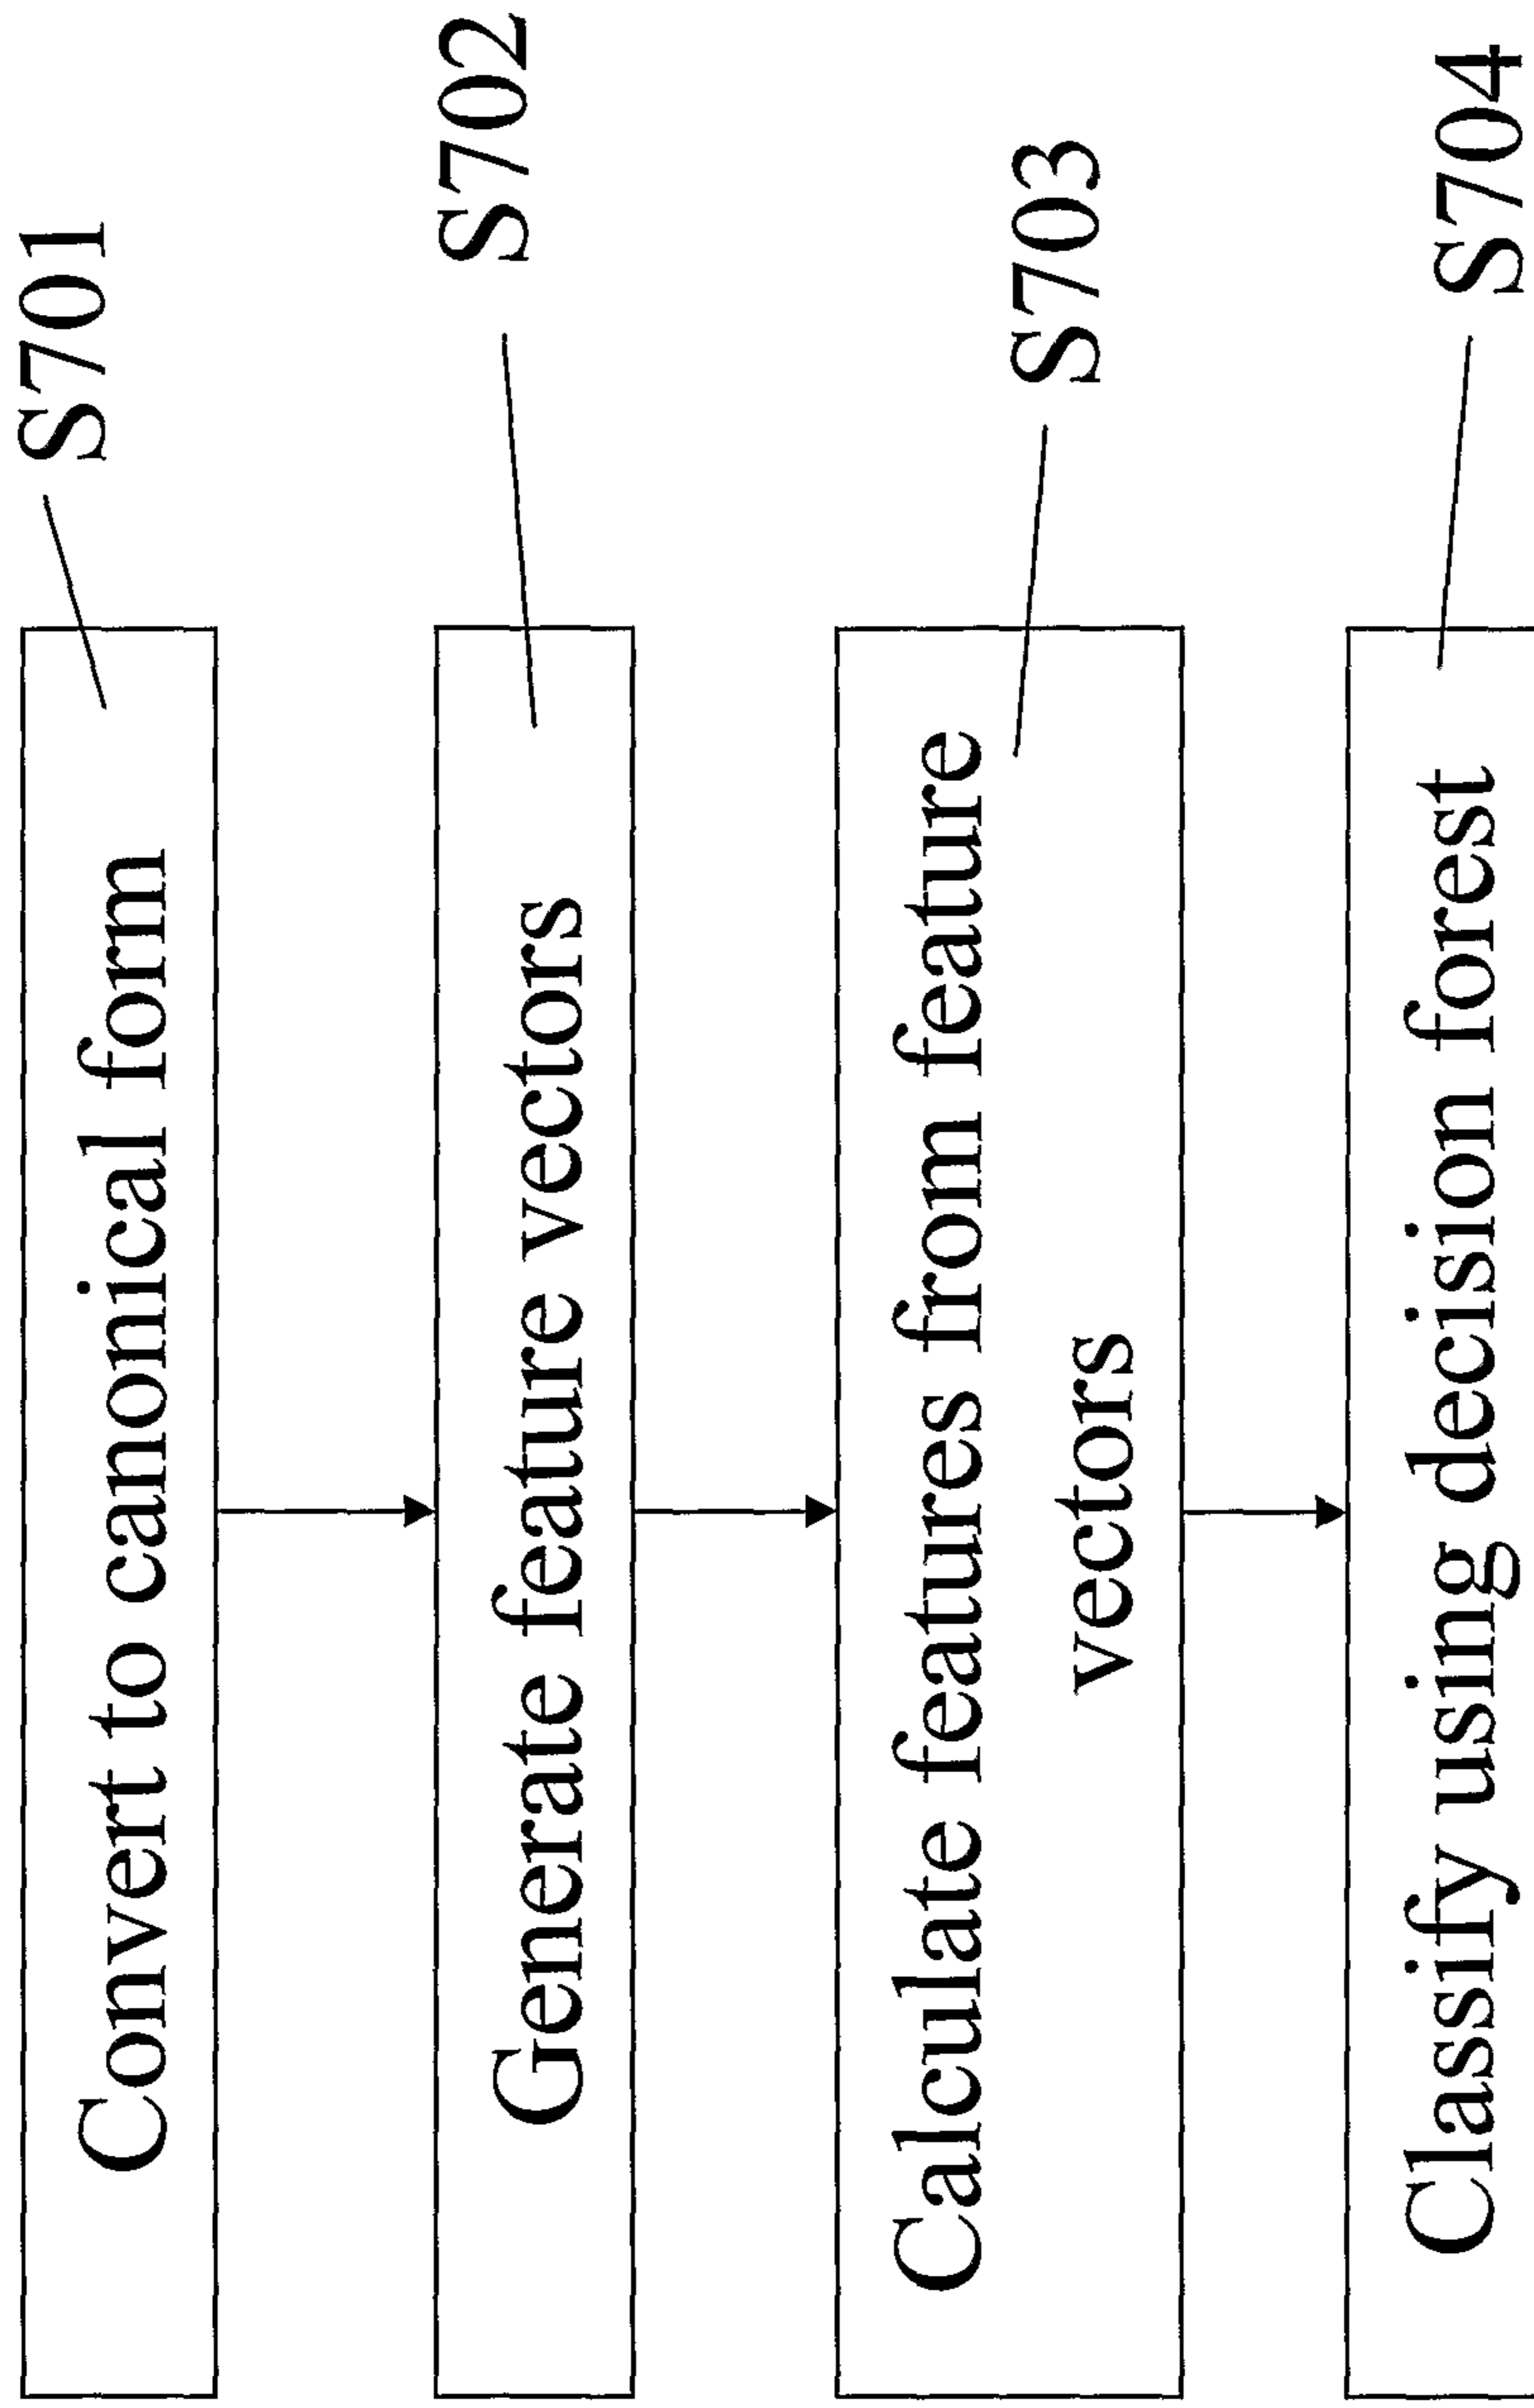 Convert to canonical form
S701
Generate feature vectors
S702
Calculate features from feature
vectors
S703
Classify using decision forest
S704